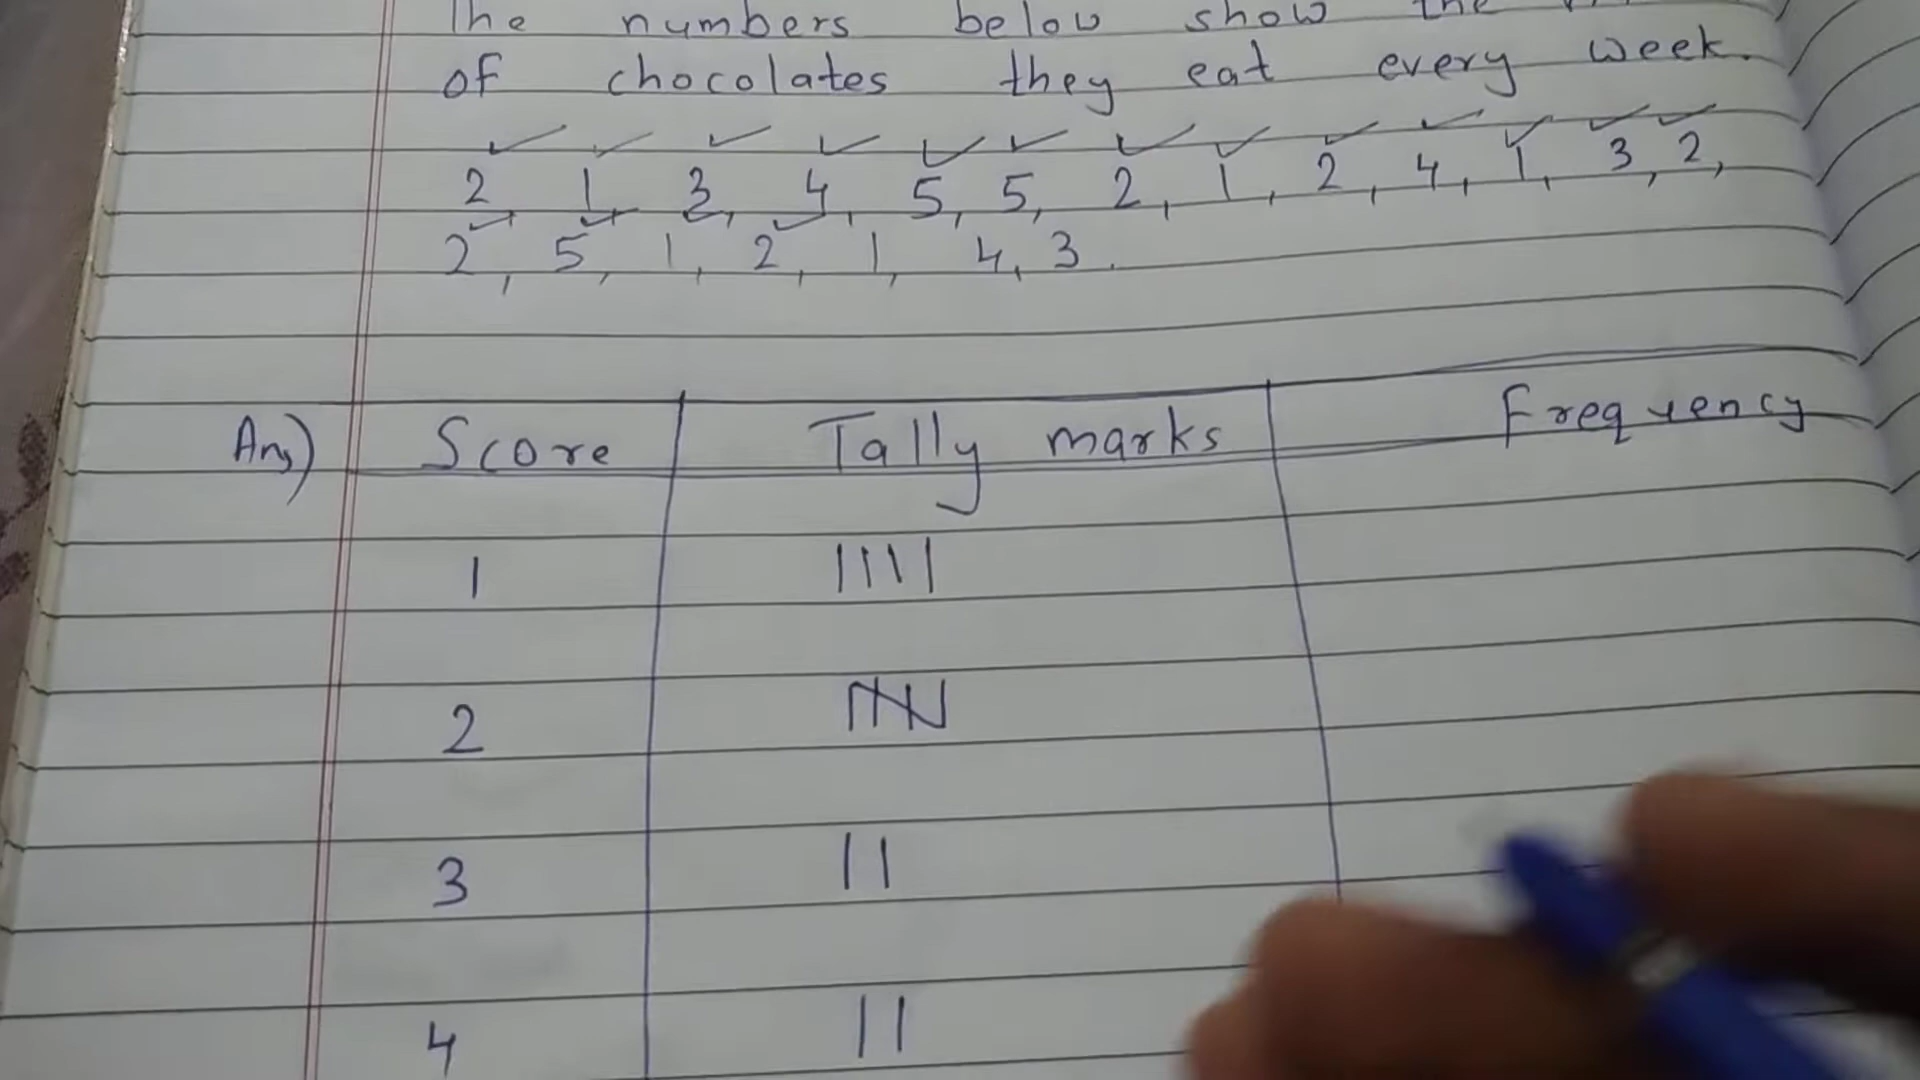 The numbers below show the
of chocolates they eat every week.
2, 1, 3, 4, 5, 5, 2, 1, 2, 4, 1, 3, 2,
2, 5, 1, 2, 1, 4, 3.
Ans) Score Tally marks Frequency
1 ||||
2 ||||
3 ||
4 ||